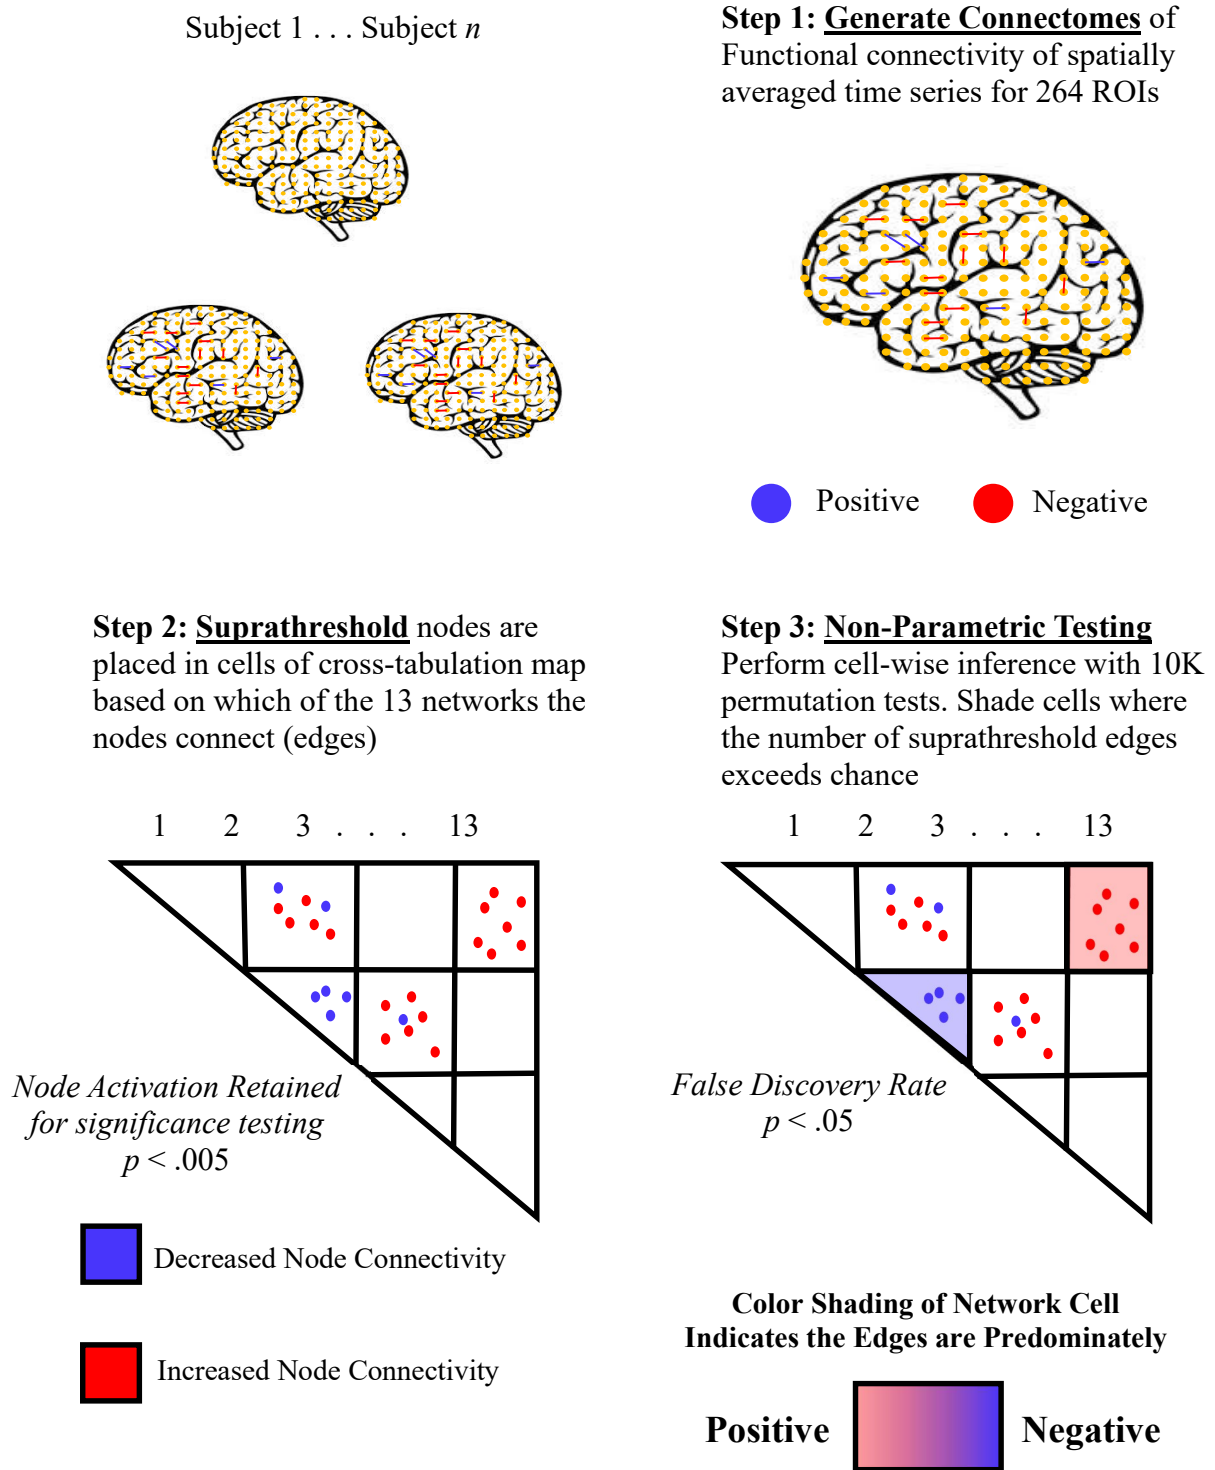 Subject 1 . . . Subject n
Step 1: Generate Connectomes of
Functional connectivity of spatially
averaged time series for 264 ROIs
Positive
Negative
Step 2: Suprathreshold nodes are
placed in cells of cross-tabulation map
based on which of the 13 networks the
nodes connect (edges)
1 2 3 . . . 13
Node Activation Retained
for significance testing
p < .005
Decreased Node Connectivity
Increased Node Connectivity
Step 3: Non-Parametric Testing
Perform cell-wise inference with 10K
permutation tests. Shade cells where
the number of suprathreshold edges
exceeds chance
1 2 3 . . . 13
False Discovery Rate
p < .05
Color Shading of Network Cell
Indicates the Edges are Predominately
Positive
Negative